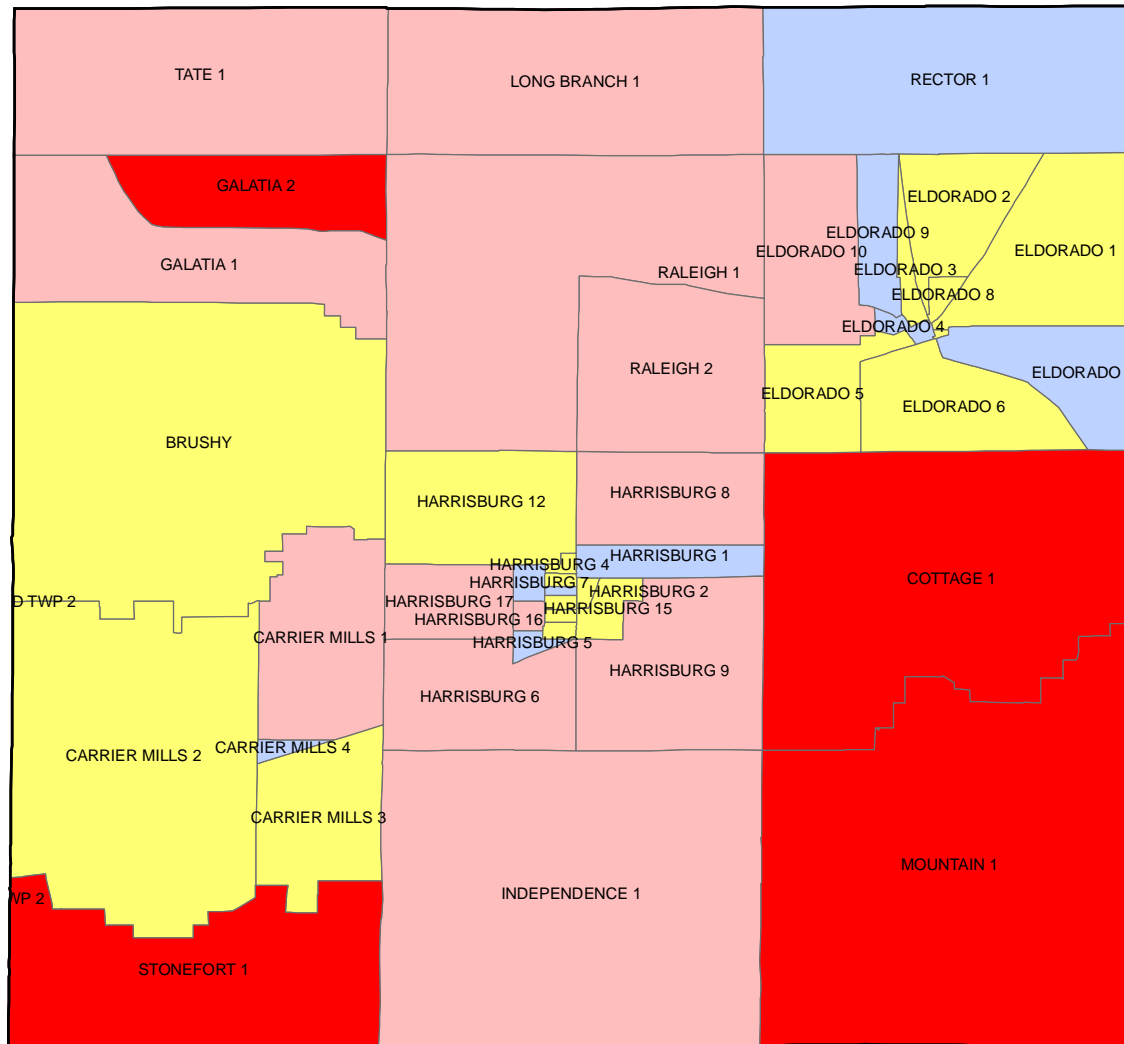 TATE 1
LONG BRANCH 1
RECTOR 1
GALATIA 2
ELDORADO 2
ELDORADO 9
ELDORADO 1
ELDORADO 10
GALATIA 1
ELDORADO 3
RALEIGH 1
ELDORADO 8
ELDORADO 4
RALEIGH 2
ELDORADO
ELDORADO 5
ELDORADO 6
BRUSHY
HARRISBURG 8
HARRISBURG 12
HARRISBURG 1
HARRISBURG 4
COTTAGE 1
HARRISBURG 7
HARRISBURG 2
D TWP 2
HARRISBURG 17
HARRISBURG 15
HARRISBURG 16
CARRIER MILLS 1
HARRISBURG 5
HARRISBURG 9
HARRISBURG 6
CARRIER MILLS 4
CARRIER MILLS 2
CARRIER MILLS 3
MOUNTAIN 1
INDEPENDENCE 1
WP 2
STONEFORT 1